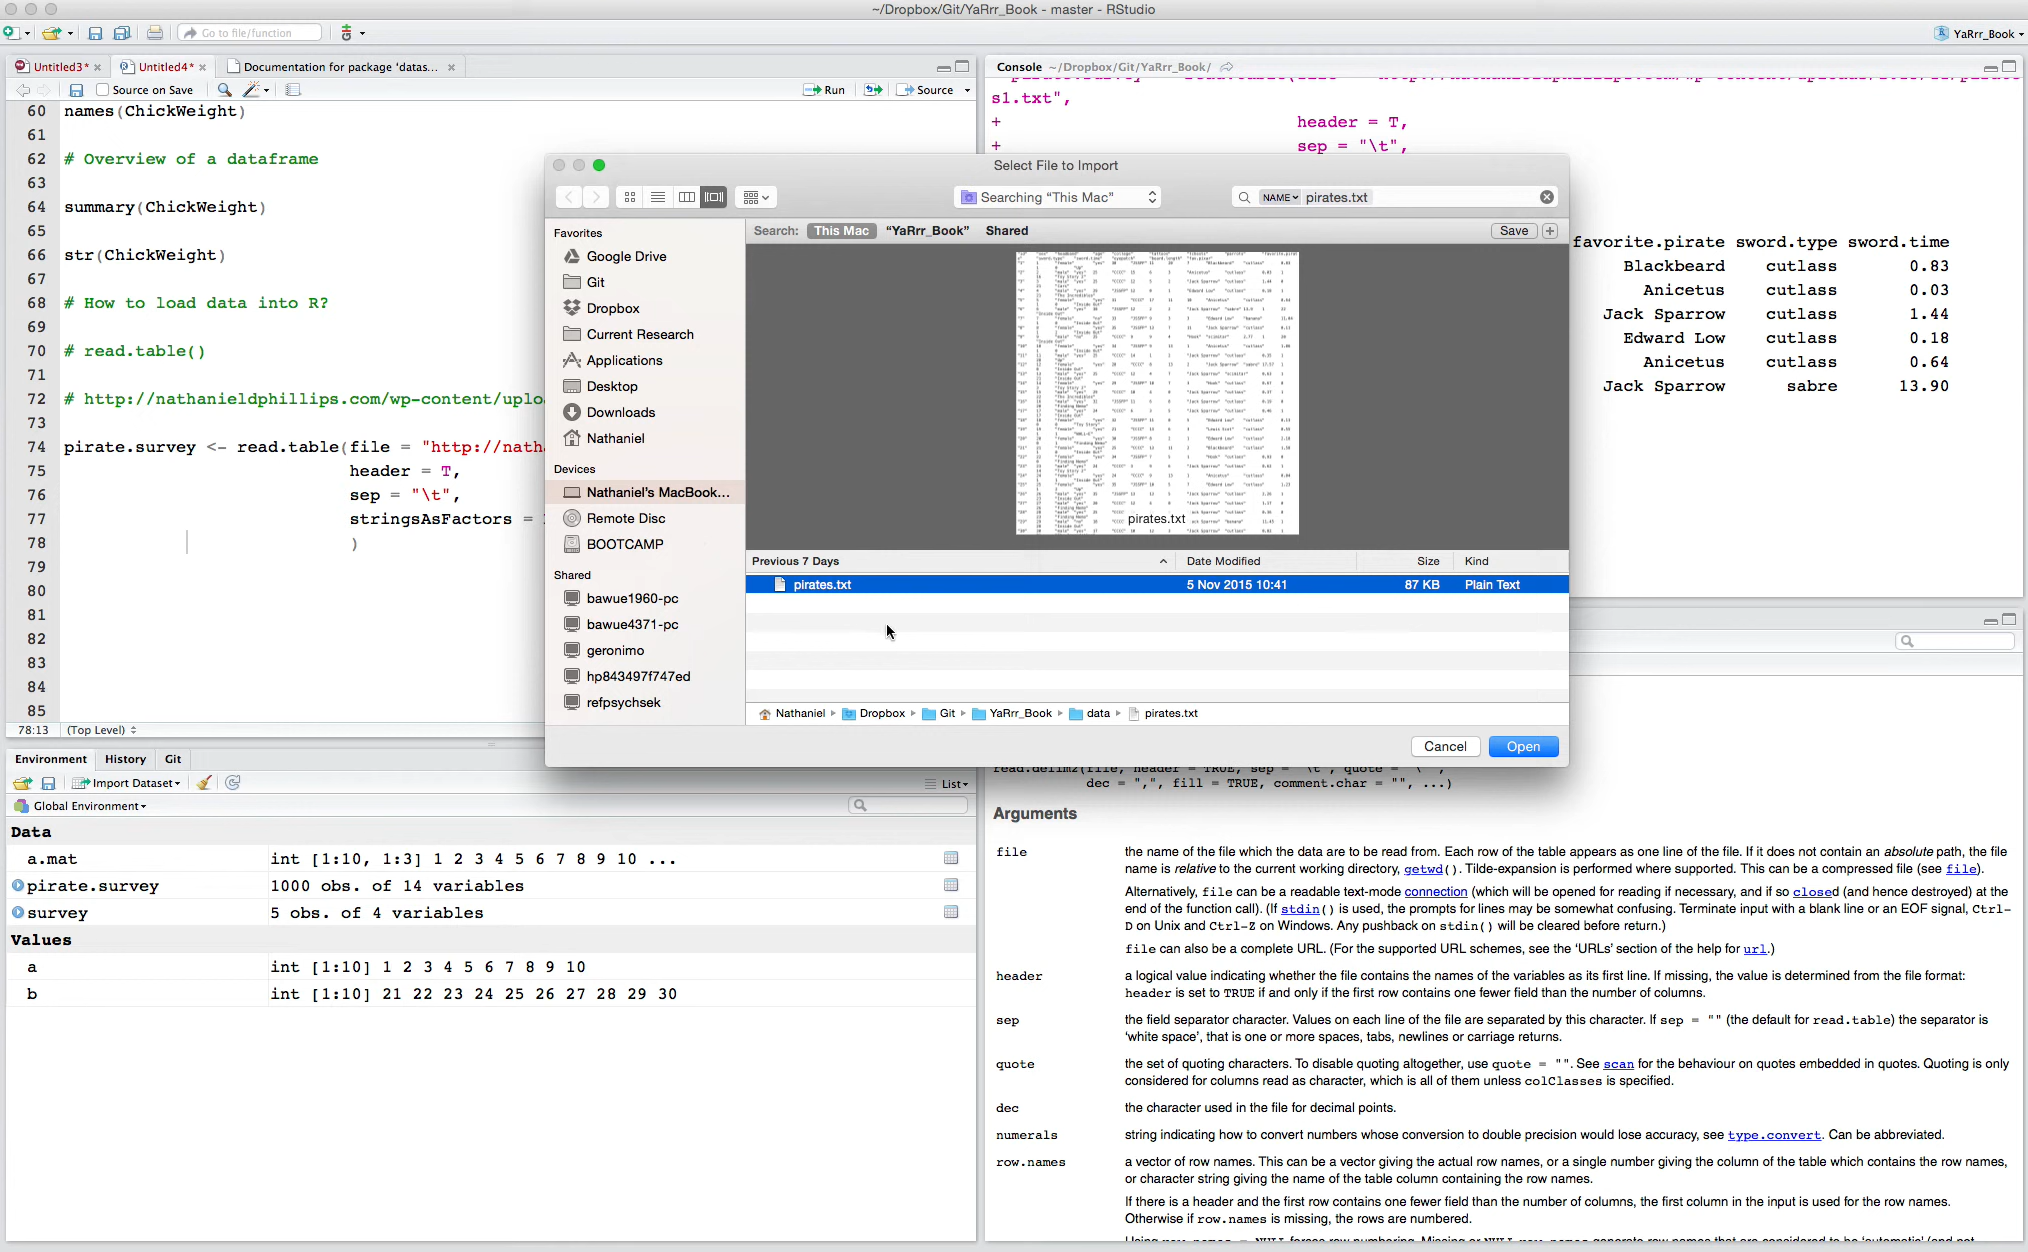 ~/Dropbox/Git/YaRrr_Book - master - RStudio
Go to file/function
YaRrr_Book
Untitled3*
Untitled4*
Documentation for package 'datas...
Source on Save
Run
Source
60 names(ChickWeight)
61
62 # Overview of a dataframe
63
64 summary(ChickWeight)
65
66 str(ChickWeight)
67
68 # How to load data into R?
69
70 # read.table()
71
72 # http://nathanieldphillips.com/wp-content/uplo
73
74 pirate.survey <- read.table(file = "http://nath
75 header = T,
76 sep = "\t",
77 stringsAsFactors =
78 )
79
80
81
82
83
84
85
78:13 (Top Level)
Console ~/Dropbox/Git/YaRrr_Book/
s1.txt",
+ header = T,
+ sep = "\t",
favorite.pirate sword.type sword.time
Blackbeard cutlass 0.83
Anicetus cutlass 0.03
Jack Sparrow cutlass 1.44
Edward Low cutlass 0.18
Anicetus cutlass 0.64
Jack Sparrow sabre 13.90
Select File to Import
Searching "This Mac"
NAME pirates.txt
Favorites
Google Drive
Git
Dropbox
Current Research
Applications
Desktop
Downloads
Nathaniel
Devices
Nathaniel's MacBook...
Remote Disc
BOOTCAMP
Shared
bawue1960-pc
bawue4371-pc
geronimo
hp843497f747ed
refpsychsek
Search: This Mac "YaRrr_Book" Shared
Save +
pirates.txt
Previous 7 Days Date Modified Size Kind
pirates.txt 5 Nov 2015 10:41 87 KB Plain Text
Nathaniel Dropbox Git YaRrr_Book data pirates.txt
Cancel Open
Environment History Git
Import Dataset
List
Global Environment
Data
a.mat int [1:10, 1:3] 1 2 3 4 5 6 7 8 9 10 ...
pirate.survey 1000 obs. of 14 variables
survey 5 obs. of 4 variables
Values
a int [1:10] 1 2 3 4 5 6 7 8 9 10
b int [1:10] 21 22 23 24 25 26 27 28 29 30
dec = ",", fill = TRUE, comment.char = "", ...)
Arguments
file the name of the file which the data are to be read from. Each row of the table appears as one line of the file. If it does not contain an absolute path, the file
name is relative to the current working directory, getwd(). Tilde-expansion is performed where supported. This can be a compressed file (see file).
Alternatively, file can be a readable text-mode connection (which will be opened for reading if necessary, and if so closed (and hence destroyed) at the
end of the function call). (If stdin() is used, the prompts for lines may be somewhat confusing. Terminate input with a blank line or an EOF signal, Ctrl-
D on Unix and Ctrl-Z on Windows. Any pushback on stdin() will be cleared before return.)
file can also be a complete URL. (For the supported URL schemes, see the 'URLs' section of the help for url.)
header a logical value indicating whether the file contains the names of the variables as its first line. If missing, the value is determined from the file format:
header is set to TRUE if and only if the first row contains one fewer field than the number of columns.
sep the field separator character. Values on each line of the file are separated by this character. If sep = "" (the default for read.table) the separator is
'white space', that is one or more spaces, tabs, newlines or carriage returns.
quote the set of quoting characters. To disable quoting altogether, use quote = "". See scan for the behaviour on quotes embedded in quotes. Quoting is only
considered for columns read as character, which is all of them unless colClasses is specified.
dec the character used in the file for decimal points.
numerals string indicating how to convert numbers whose conversion to double precision would lose accuracy, see type.convert. Can be abbreviated.
row.names a vector of row names. This can be a vector giving the actual row names, or a single number giving the column of the table which contains the row names,
or character string giving the name of the table column containing the row names.
If there is a header and the first row contains one fewer field than the number of columns, the first column in the input is used for the row names.
Otherwise if row.names is missing, the rows are numbered.